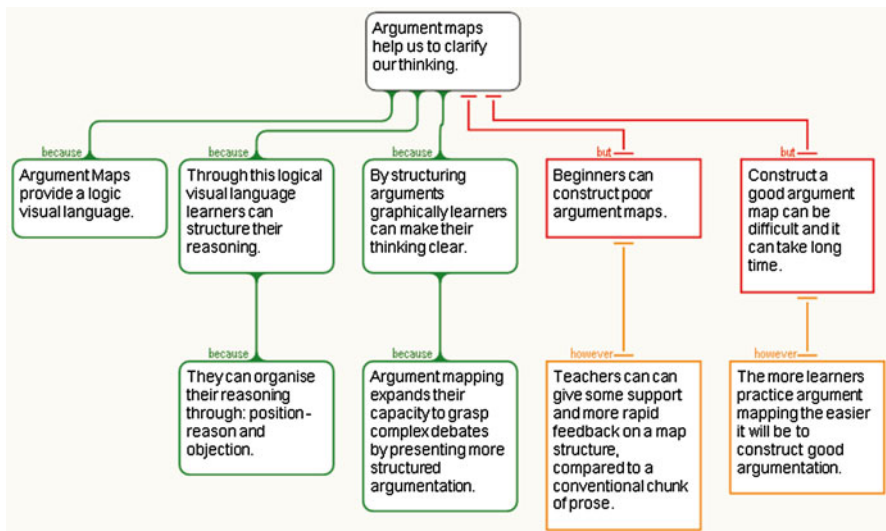 Argument maps
help us to clarify
our thinking.
because
Argument Maps
provide a logic
visual language.
because
Through this logical
visual language
learners can
structure their
reasoning.
because
By structuring
arguments
graphically learners
can make their
thinking clear.
but
Beginners can
construct poor
argument maps.
but
Construct a
good argument
map can be
difficult and it
can take long
time.
because
They can organise
their reasoning
through: position-
reason and
objection.
because
Argument mapping
expands their
capacity to grasp
complex debates
by presenting more
structured
argumentation.
however
Teachers can can
give some support
and more rapid
feedback on a map
structure,
compared to a
conventional chunk
of prose.
however
The more learners
practice argument
mapping the easier
it will be to
construct good
argumentation.